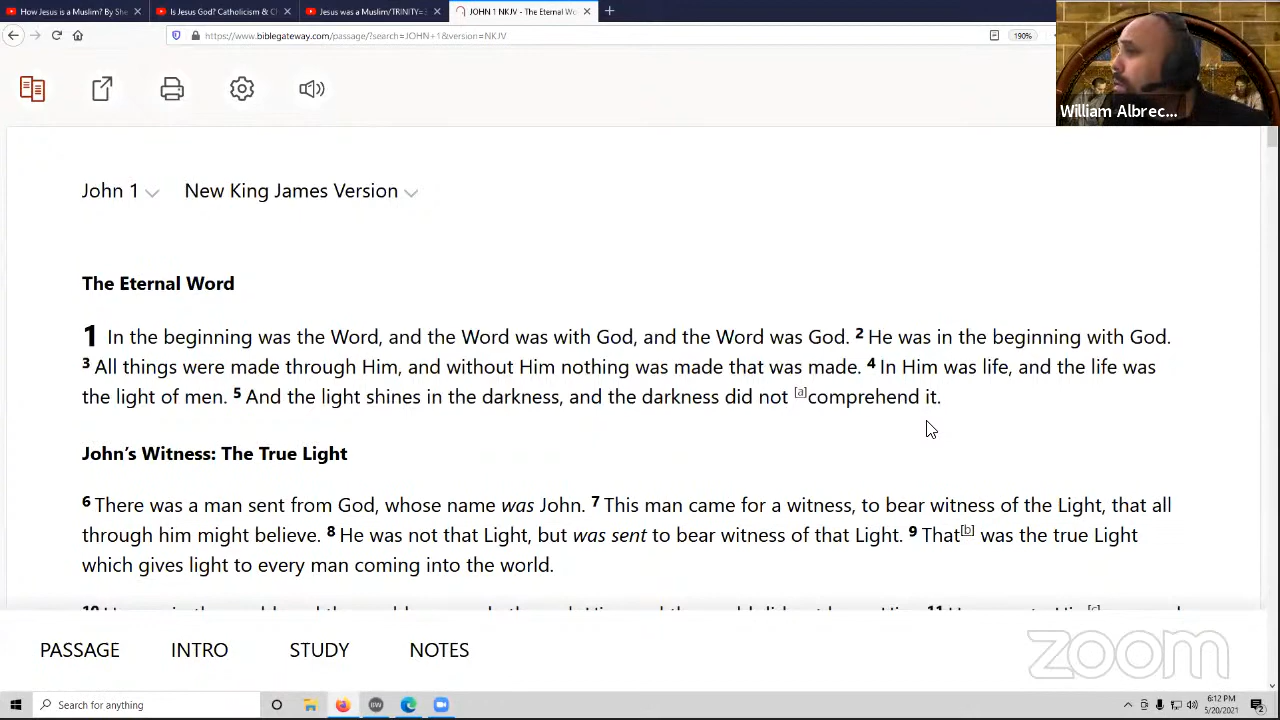 How Jesus is a Muslim? By She
Is Jesus God? Catholicism & C
Jesus was a Muslim/TRINITY=
JOHN 1 NKJV - The Eternal Wo
https://www.biblegateway.com/passage/?search=JOHN+1&version=NKJV
190%
William Albrec...
John 1
New King James Version
The Eternal Word
1 In the beginning was the Word, and the Word was with God, and the Word was God. 2 He was in the beginning with God.
3 All things were made through Him, and without Him nothing was made that was made. 4 In Him was life, and the life was
the light of men. 5 And the light shines in the darkness, and the darkness did not [a]comprehend it.
John's Witness: The True Light
6 There was a man sent from God, whose name was John. 7 This man came for a witness, to bear witness of the Light, that all
through him might believe. 8 He was not that Light, but was sent to bear witness of that Light. 9 That[b] was the true Light
which gives light to every man coming into the world.
PASSAGE
INTRO
STUDY
NOTES
zoom
Search for anything
BW
6:12 PM
5/20/2021
2